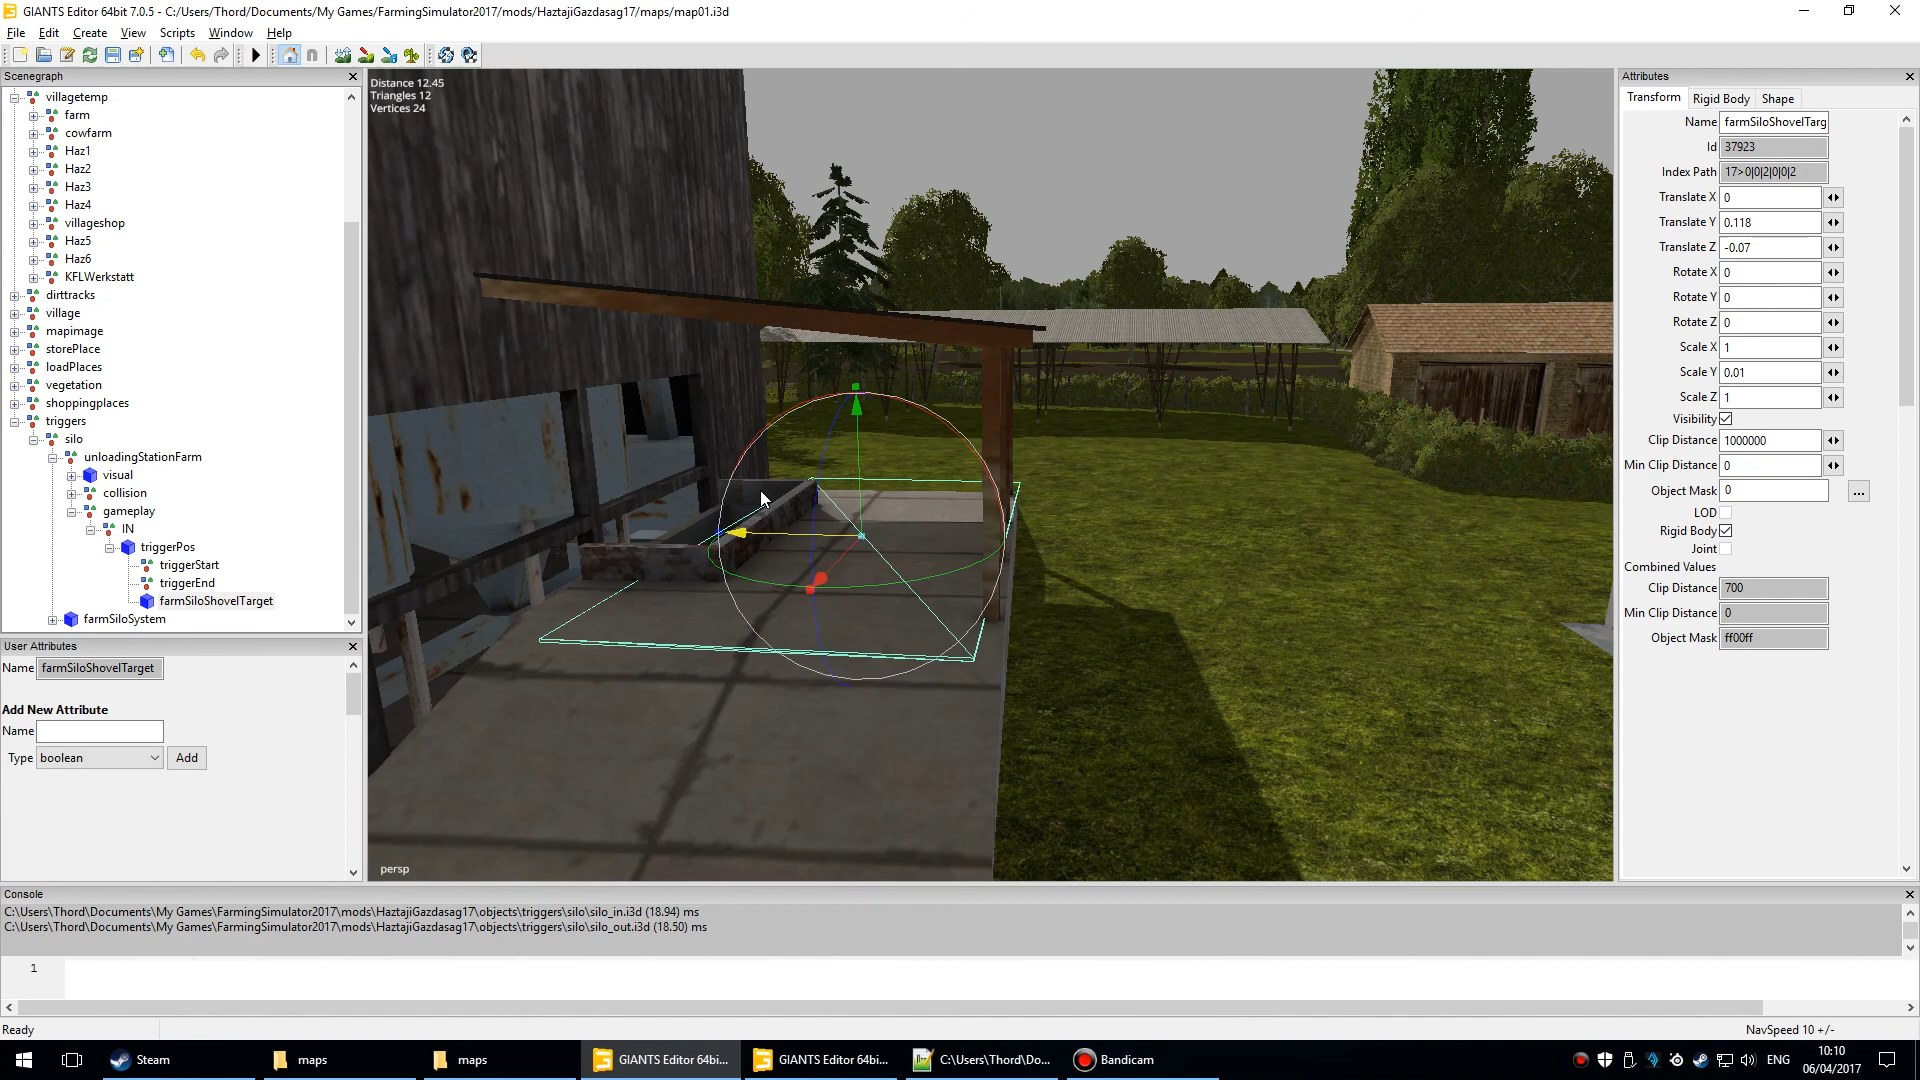 GIANTS Editor 64bit 7.0.5 - C:/Users/Thord/Documents/My Games/FarmingSimulator2017/mods/HaztajiGazdasag17/maps/map01.i3d
File Edit Create View Scripts Window Help
Scenegraph
villagetemp
farm
cowfarm
Haz1
Haz2
Haz3
Haz4
villageshop
Haz5
Haz6
KFLWerkstatt
dirttracks
village
mapimage
storePlace
loadPlaces
vegetation
shoppingplaces
triggers
silo
unloadingStationFarm
visual
collision
gameplay
IN
triggerPos
triggerStart
triggerEnd
farmSiloShovelTarget
farmSiloSystem
User Attributes
Name farmSiloShovelTarget
Add New Attribute
Name
Type boolean Add
Distance 12.45
Triangles 12
Vertices 24
persp
Attributes
Transform Rigid Body Shape
Name farmSiloShovelTarg
Id 37923
Index Path 17>0|0|2|0|0|2
Translate X 0
Translate Y 0.118
Translate Z -0.07
Rotate X 0
Rotate Y 0
Rotate Z 0
Scale X 1
Scale Y 0.01
Scale Z 1
Visibility
Clip Distance 1000000
Min Clip Distance 0
Object Mask 0 ...
LOD
Rigid Body
Joint
Combined Values
Clip Distance 700
Min Clip Distance 0
Object Mask ff00ff
Console
C:\Users\Thord\Documents\My Games\FarmingSimulator2017\mods\HaztajiGazdasag17\objects\triggers\silo\silo_in.i3d (18.94) ms
C:\Users\Thord\Documents\My Games\FarmingSimulator2017\mods\HaztajiGazdasag17\objects\triggers\silo\silo_out.i3d (18.50) ms
1
Ready NavSpeed 10 +/-
Steam maps maps GIANTS Editor 64bi... GIANTS Editor 64bi... C:\Users\Thord\Do... Bandicam ENG 10:10
06/04/2017